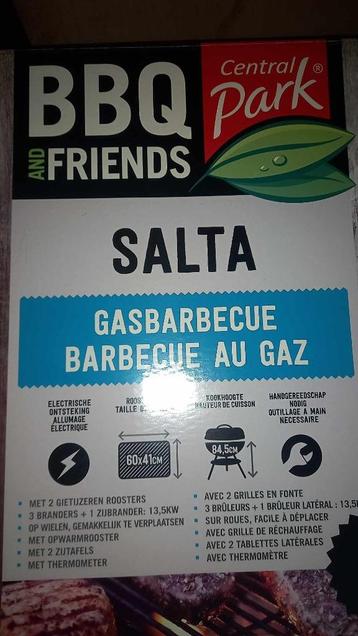 BBQ
AND
FRIENDS
Central
Park®
SALTA
GASBARBECUE
BARBECUE AU GAZ
ELECTRISCHE
ONTSTEKING
ALLUMAGE
ELECTRIQUE
TAILLE
60x41CM
KOOKHOOGTE
HAUTEUR DE CUISSON
84,5CM
HANDGEREEDSCHAP
NODIG
OUTILLAGE A MAIN
NECESSAIRE
• MET 2 GIETIJZEREN ROOSTERS
• 3 BRANDERS + 1 ZIJBRANDER: 13,5KW
• OP WIELEN, GEMAKKELIJK TE VERPLAATSEN
• MET OPWARMROOSTER
• MET 2 ZIJTAFELS
• MET THERMOMETER
• AVEC 2 GRILLES EN FONTE
• 3 BRÛLEURS + 1 BRÛLEUR LATÉRAL : 13,5
• SUR ROUES, FACILE À DÉPLACER
• AVEC GRILLE DE RÉCHAUFFAGE
• AVEC 2 TABLETTES LATÉRALES
• AVEC THERMOMÈTRE